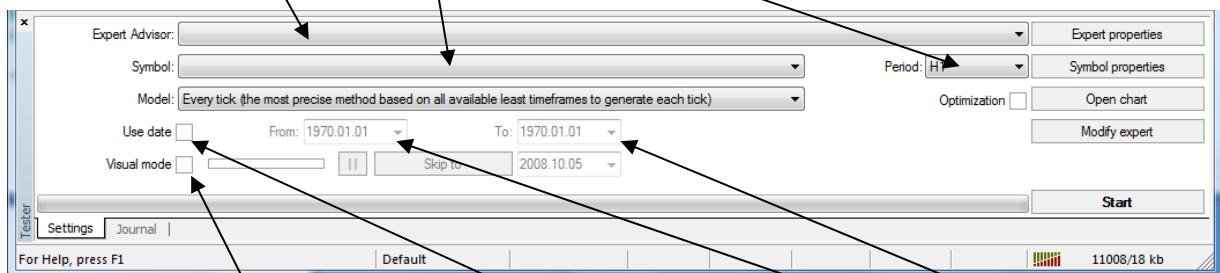 ×
Expert Advisor: Expert properties
Symbol: Period: H1 Symbol properties
Model: Every tick (the most precise method based on all available least timeframes to generate each tick) Optimization Open chart
Use date From: 1970.01.01 To: 1970.01.01 Modify expert
Visual mode Skip to 2008.10.05
Start
Tester
Settings Journal
For Help, press F1 Default 11008/18 kb